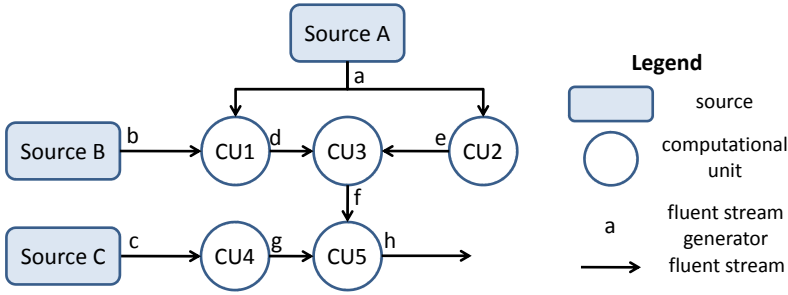 Source A
a
Legend
source
b
d
e
Source B
CU1
CU3
CU2
computational
unit
f
c
g
h
Source C
CU4
CU5
a
fluent stream
generator
fluent stream